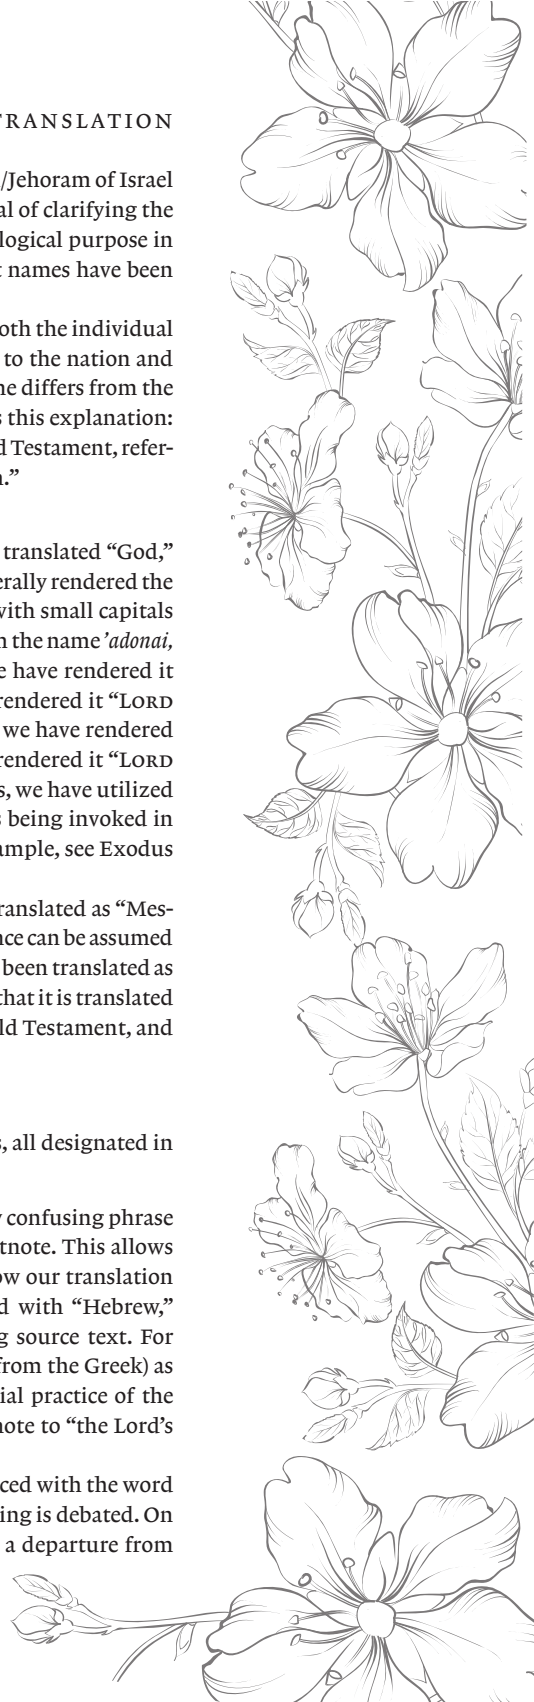 TRANSLATION
/Jehoram of Israel
al of clarifying the
logical purpose in
t names have been
oth the individual
to the nation and
ne differs from the
s this explanation:
d Testament, refer-
n.”
translated “God,”
erally rendered the
with small capitals
n the name ’adonai,
e have rendered it
rendered it “LORD
we have rendered
rendered it “LORD
s, we have utilized
s being invoked in
ample, see Exodus
ranslated as “Mes-
nce can be assumed
been translated as
that it is translated
ld Testament, and
s, all designated in
y confusing phrase
tnote. This allows
ow our translation
d with “Hebrew,”
g source text. For
from the Greek) as
ial practice of the
note to “the Lord’s
ced with the word
ing is debated. On
a departure from